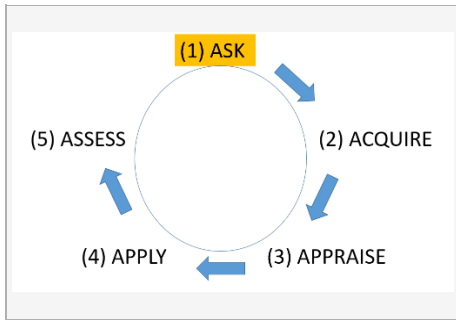 (1) ASK
(2) ACQUIRE
(3) APPRAISE
(4) APPLY
(5) ASSESS